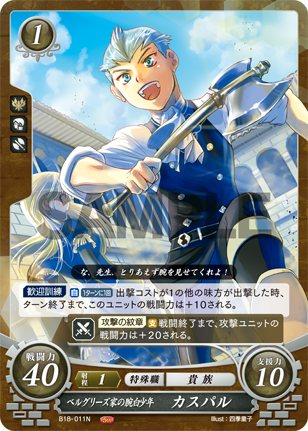 1
SAMPLE
な、先生、とりあえず腕を見せてくれよ!
歓迎訓練 自 1ターンに1回 出撃コストが1の他の味方が出撃した時、
ターン終了まで、このユニットの戦闘力は+10される。
攻撃の紋章 支 戦闘終了まで、攻撃ユニット
の戦闘力は+20される。
戦闘力
40
射程 1 特殊職 貴族
支援力
10
ベルグリーズ家の腕白少年 カスパル
B18-011N
Illust:四季童子